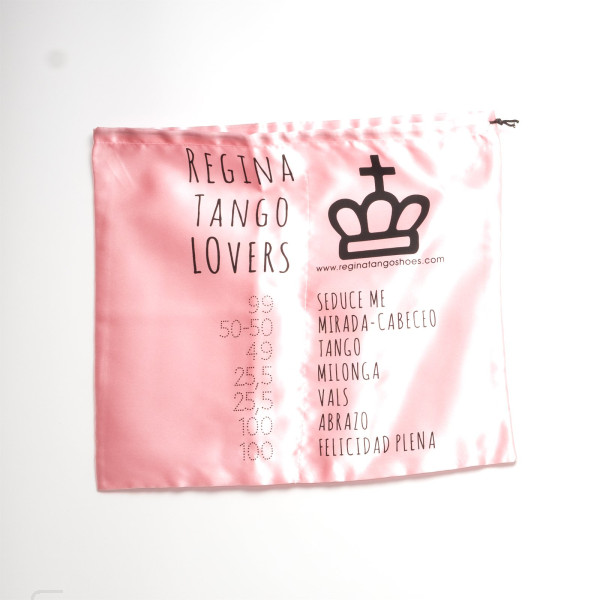 REGINA
TANGO
LOVERS
www.reginatangoshoes.com
99 SEDUCE ME
50-50 MIRADA-CABECEO
49 TANGO
25,5 MILONGA
25,5 VALS
100 ABRAZO
100 FELICIDAD PLENA